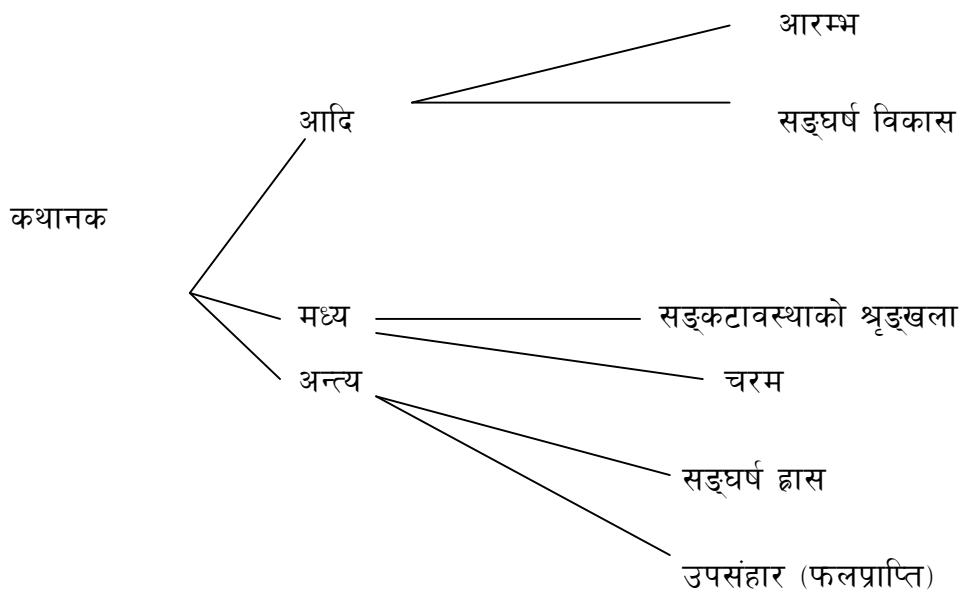 आरम्भ
आदि
सङ्घर्ष विकास
कथानक
मध्य
सङ्कटावस्थाको श्रृङ्खला
अन्त्य
चरम
सङ्घर्ष ह्रास
उपसंहार (फलप्राप्ति)